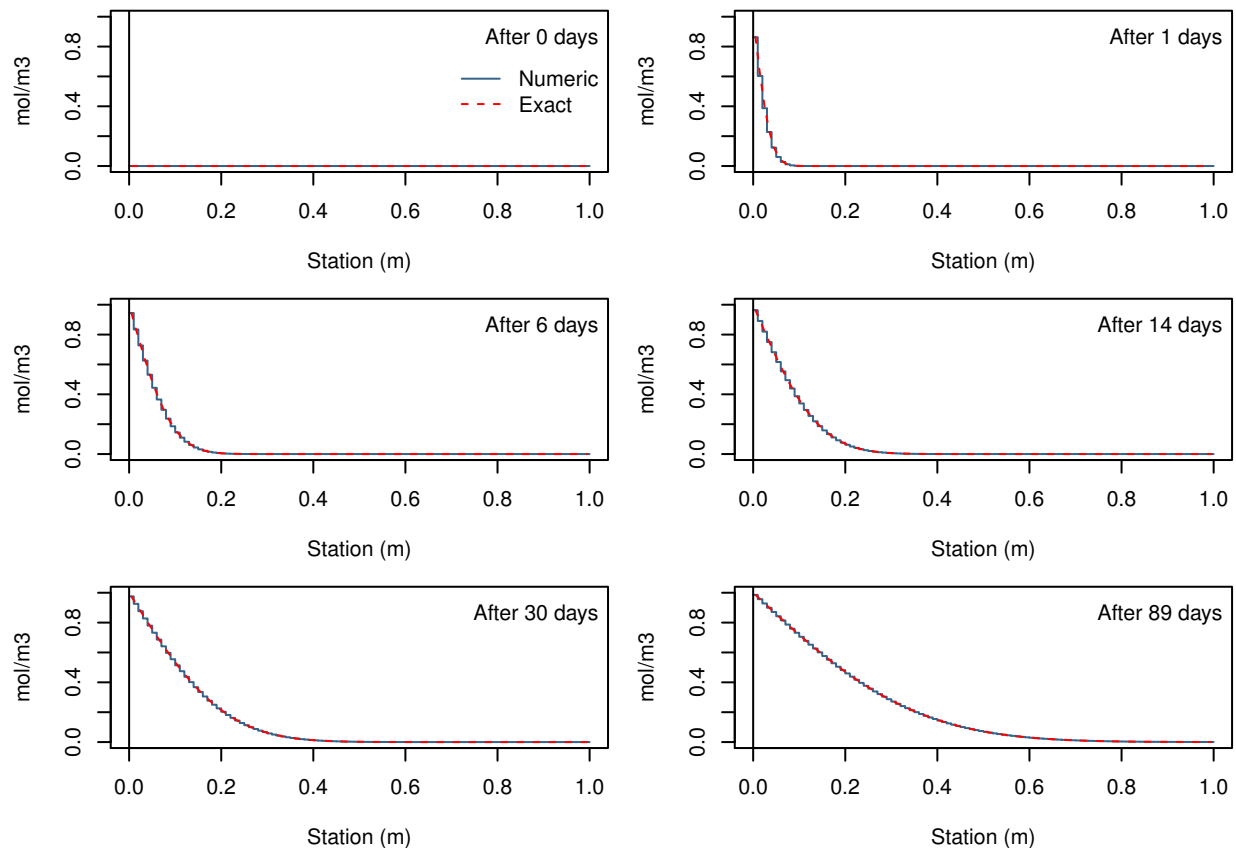 mol/m3
0.0 0.4 0.8
After 0 days
Numeric
Exact
0.0 0.2 0.4 0.6 0.8 1.0
Station (m)
mol/m3
0.0 0.4 0.8
After 1 days
0.0 0.2 0.4 0.6 0.8 1.0
Station (m)
mol/m3
0.0 0.4 0.8
After 6 days
0.0 0.2 0.4 0.6 0.8 1.0
Station (m)
mol/m3
0.0 0.4 0.8
After 14 days
0.0 0.2 0.4 0.6 0.8 1.0
Station (m)
mol/m3
0.0 0.4 0.8
After 30 days
0.0 0.2 0.4 0.6 0.8 1.0
Station (m)
mol/m3
0.0 0.4 0.8
After 89 days
0.0 0.2 0.4 0.6 0.8 1.0
Station (m)